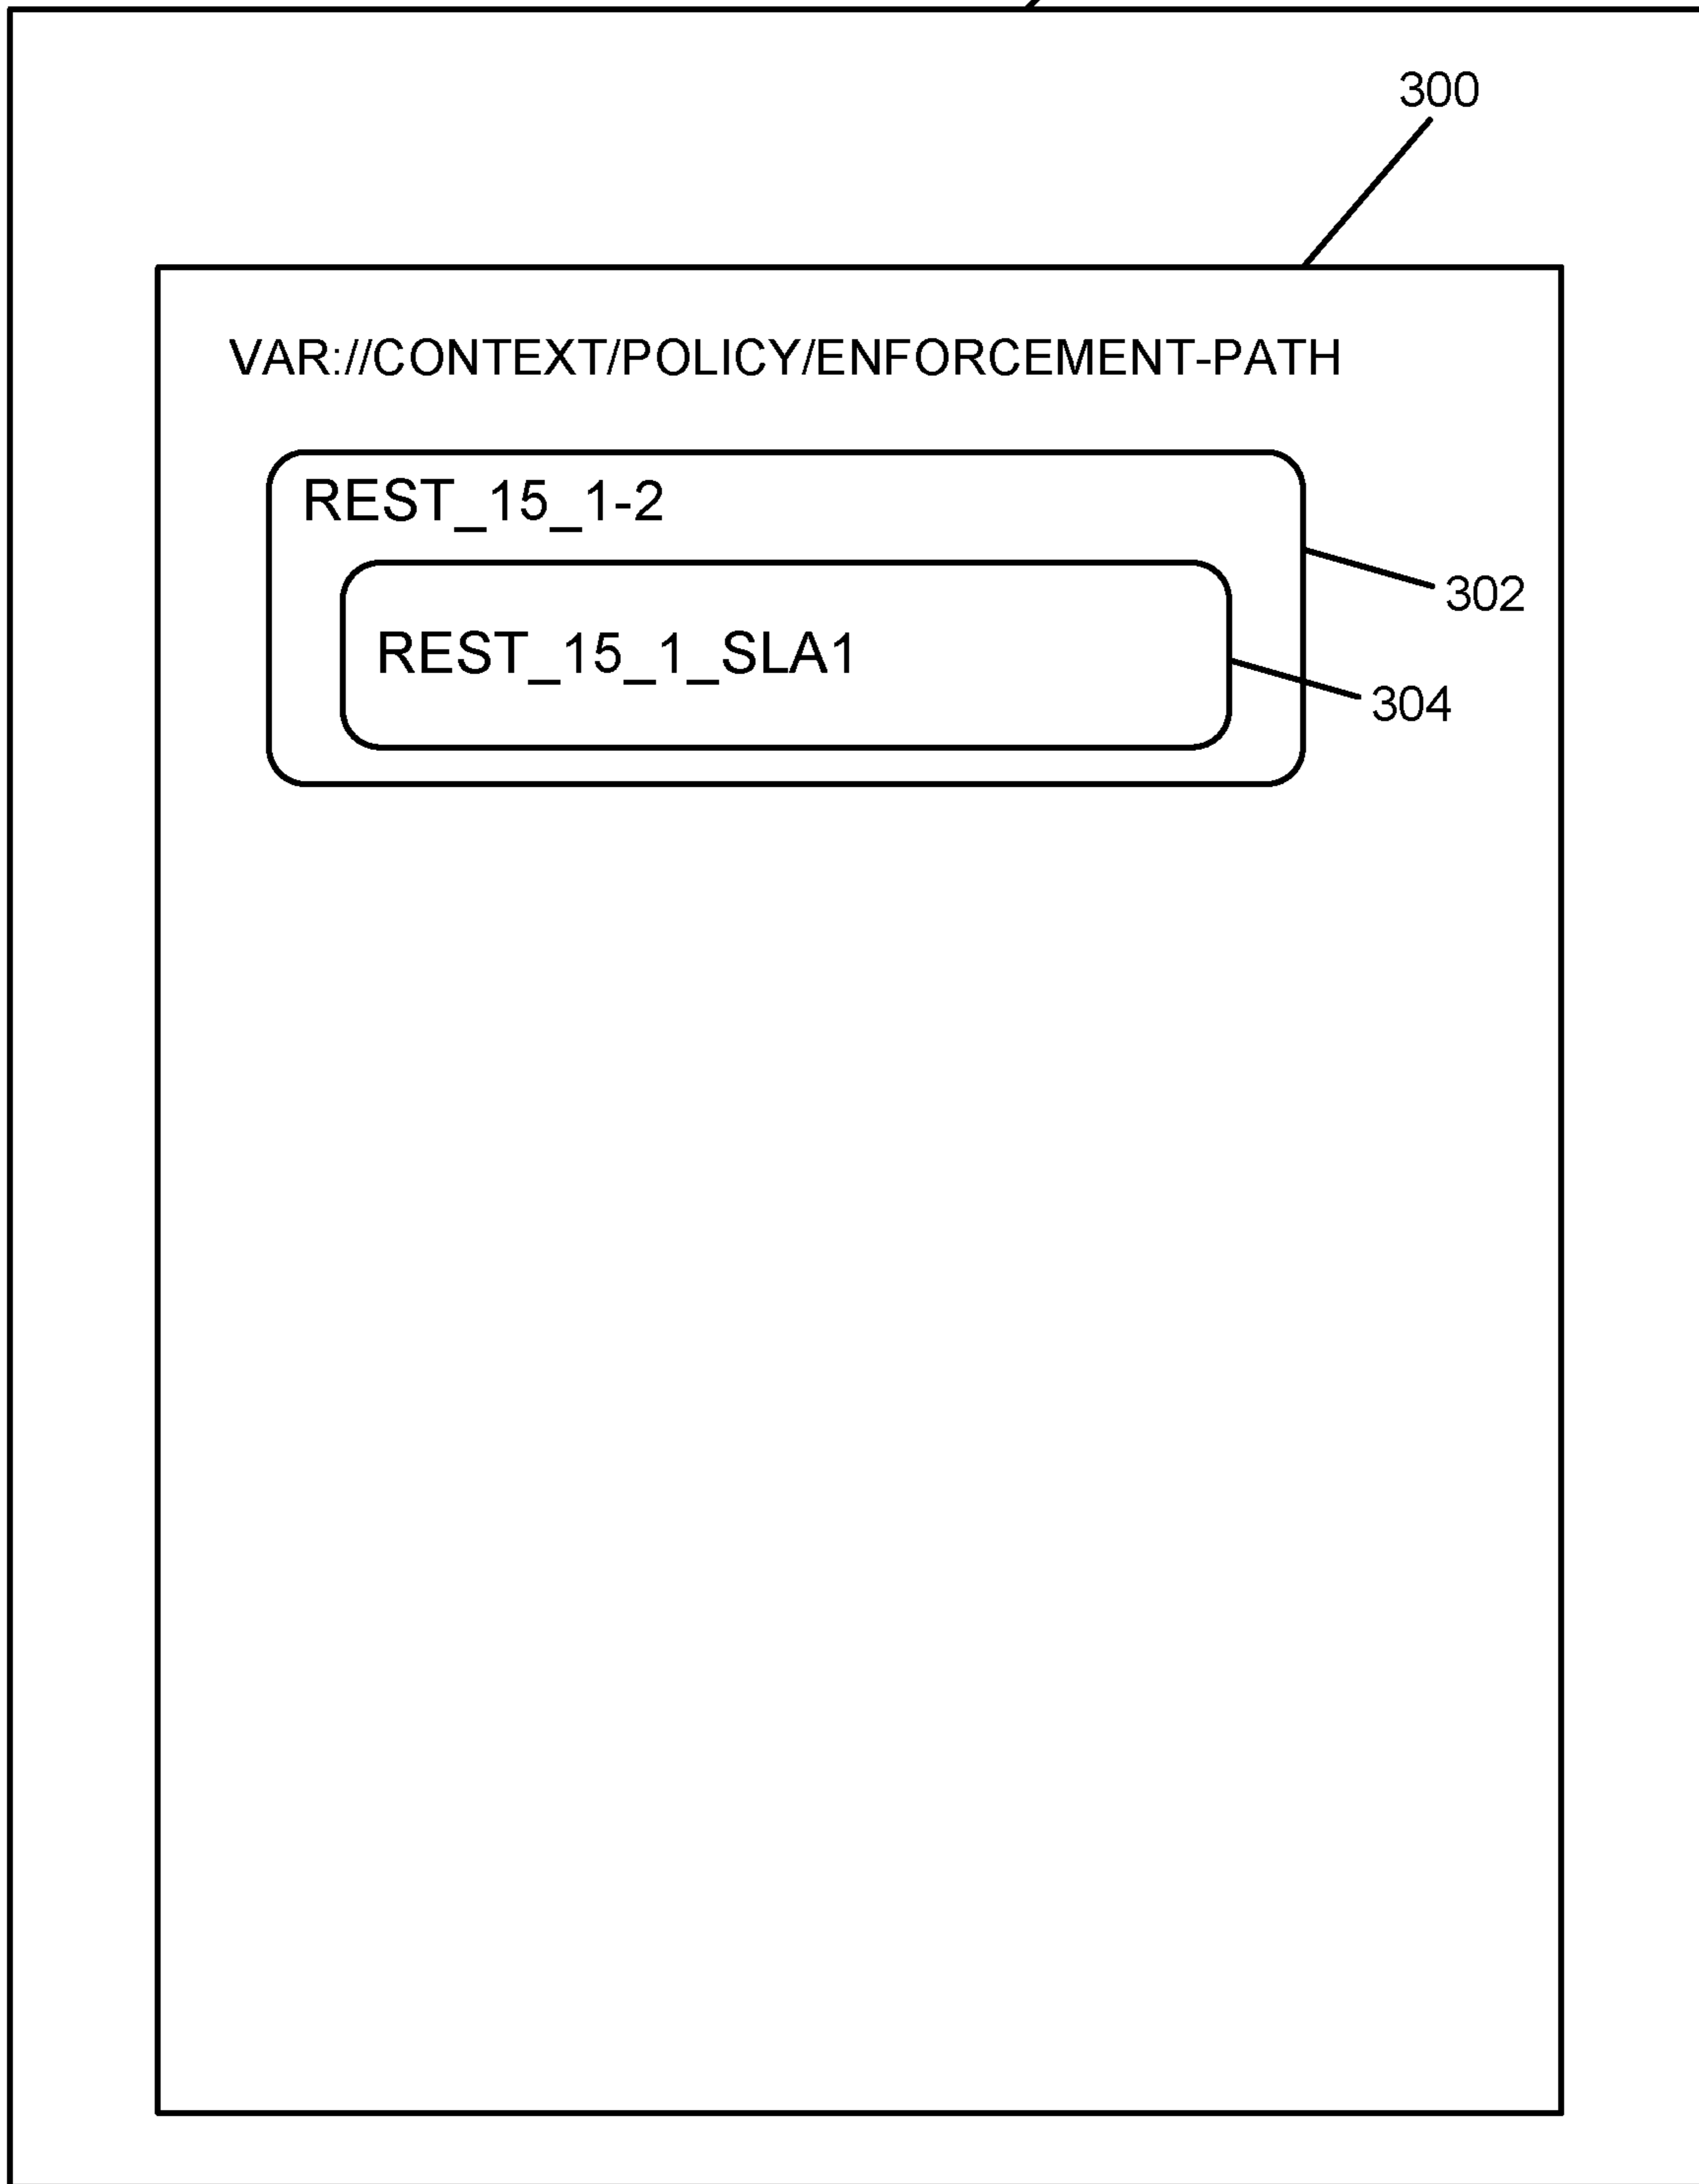 300
VAR://CONTEXT/POLICY/ENFORCEMENT-PATH
REST_15_1-2
302
REST_15_1_SLA1
304